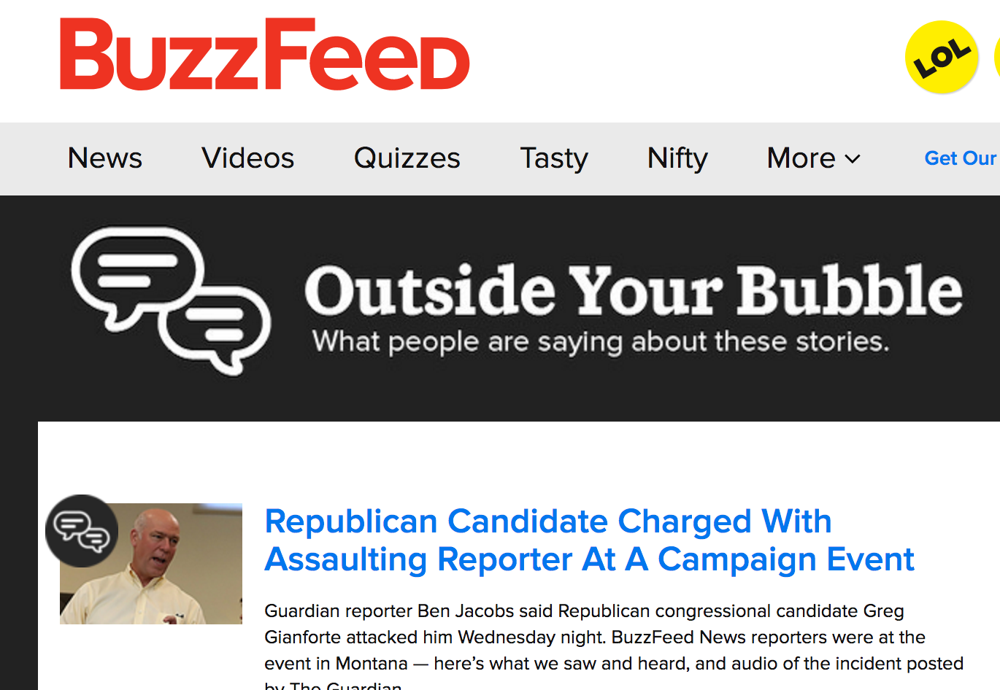 BuzzFeed
LOL
News Videos Quizzes Tasty Nifty More Get Our
Outside Your Bubble
What people are saying about these stories.
Republican Candidate Charged With
Assaulting Reporter At A Campaign Event
Guardian reporter Ben Jacobs said Republican congressional candidate Greg
Gianforte attacked him Wednesday night. BuzzFeed News reporters were at the
event in Montana — here’s what we saw and heard, and audio of the incident posted
by The Guardian.